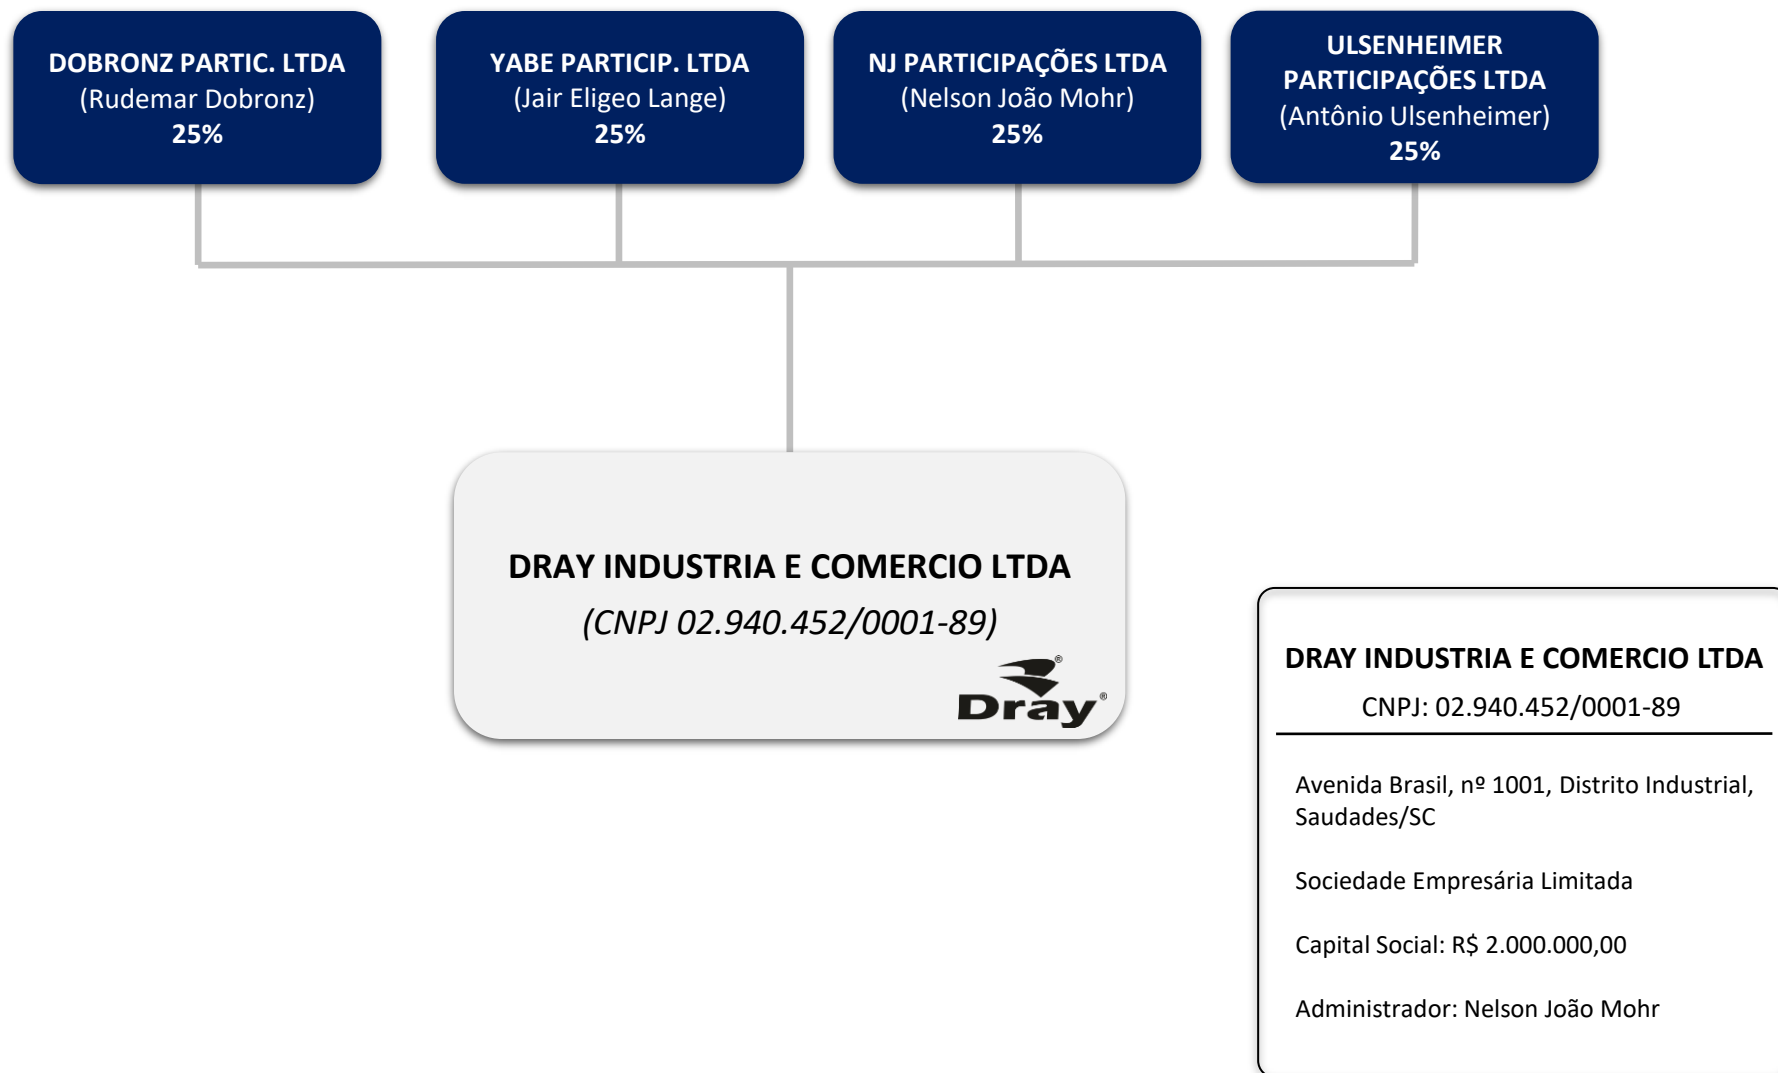 DOBRONZ PARTIC. LTDA
(Rudemar Dobronz)
25%
YABE PARTICIP. LTDA
(Jair Eligeo Lange)
25%
NJ PARTICIPAÇÕES LTDA
(Nelson João Mohr)
25%
ULSENHEIMER
PARTICIPAÇÕES LTDA
(Antônio Ulsenheimer)
25%
DRAY INDUSTRIA E COMERCIO LTDA
(CNPJ 02.940.452/0001-89)
®
Dray®
DRAY INDUSTRIA E COMERCIO LTDA
CNPJ: 02.940.452/0001-89
Avenida Brasil, nº 1001, Distrito Industrial,
Saudades/SC
Sociedade Empresária Limitada
Capital Social: R$ 2.000.000,00
Administrador: Nelson João Mohr